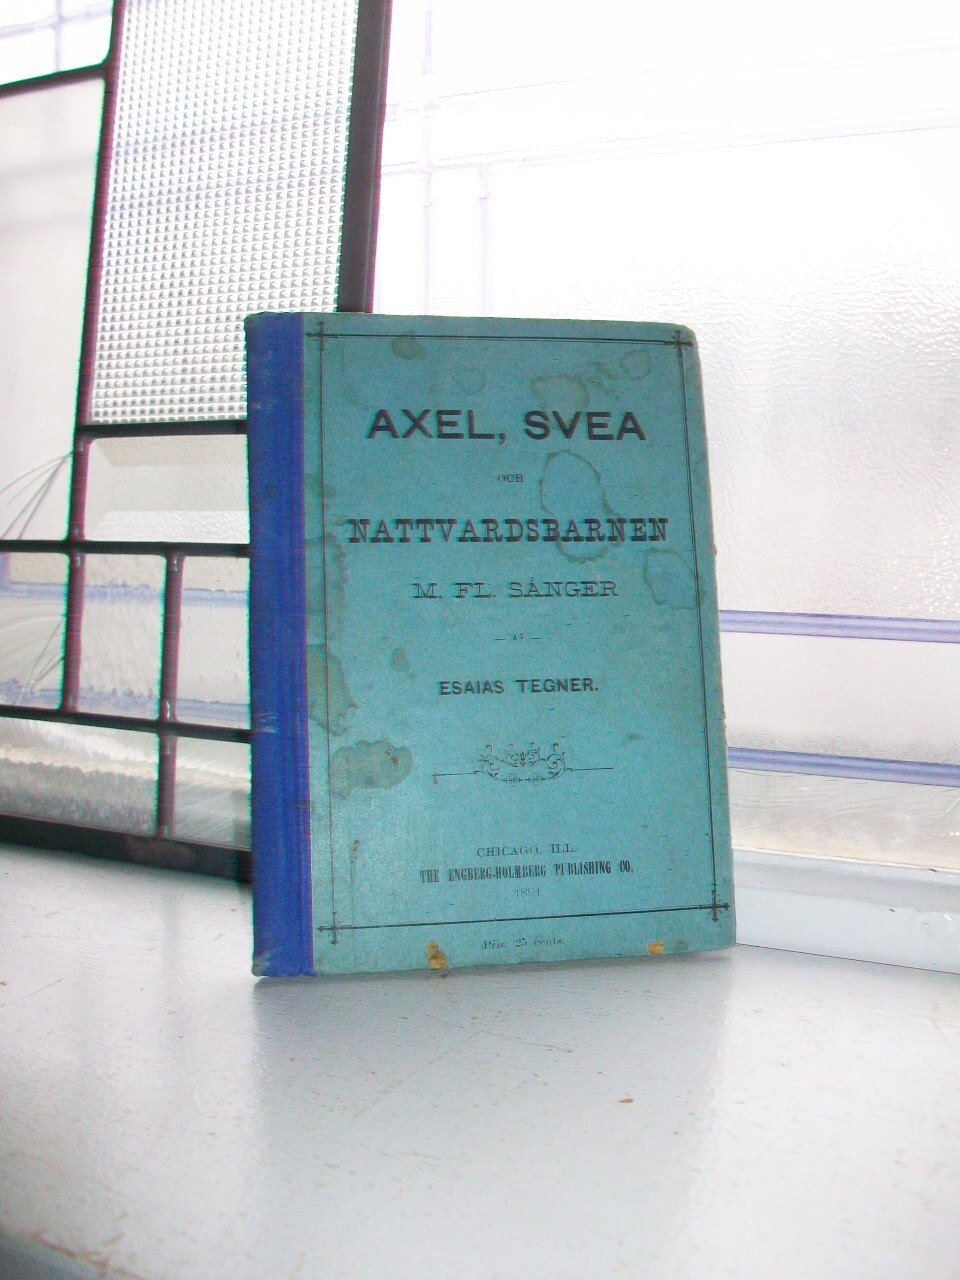 AXEL, SVEA
OCH
NATTVARDSBARNEN
M. FL. SÅNGER
— AF —
ESAIAS TEGNER.
CHICAGO, ILL.
THE ENGBERG-HOLMBERG PUBLISHING CO.
1894
Pris, 25 cents.